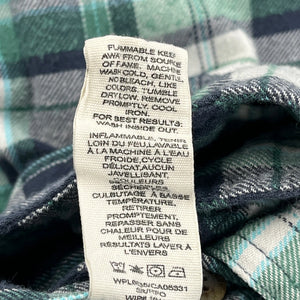 FLAMMABLE KEEP
AWAY FROM SOURCE
OF FLAME. MACHINE
WASH COLD, GENTLE,
NO BLEACH, LIKE
COLORS. TUMBLE
DRY LOW. REMOVE
PROMPTLY. COOL
IRON.
FOR BEST RESULTS:
WASH INSIDE OUT.
INFLAMMABLE, TENIR
LOIN DU FEU, LAVABLE
À LA MACHINE À L'EAU
FROIDE, CYCLE
DÉLICAT, AUCUN
COULEURS
SÉCHER
CULBUTAGE À BASSE
TEMPÉRATURE,
RETIRER
PROMPTEMENT,
REPASSER SANS
CHALEUR POUR DE
MEILLEURS
RÉSULTATS LAVER À
L'ENVERS